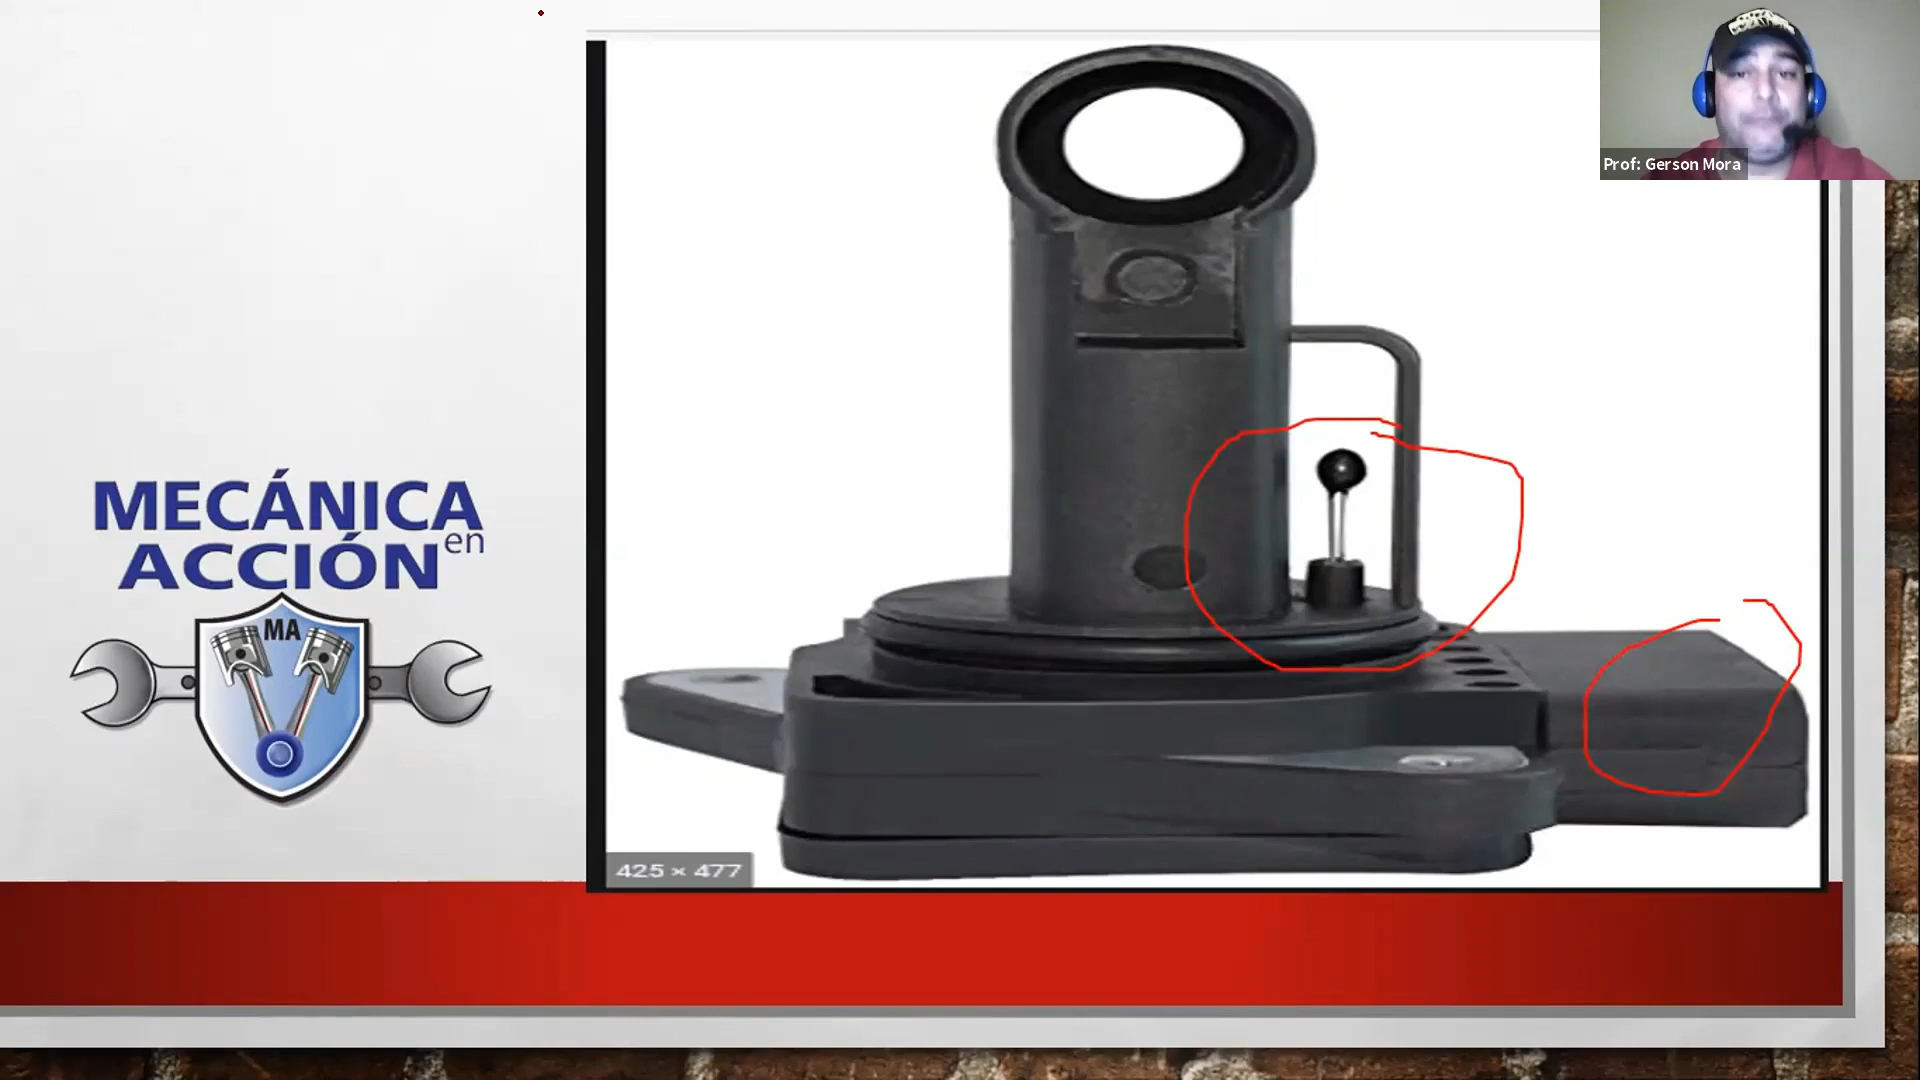 Prof: Gerson Mora
MECÁNICA
en
ACCIÓN
MA
425 × 477